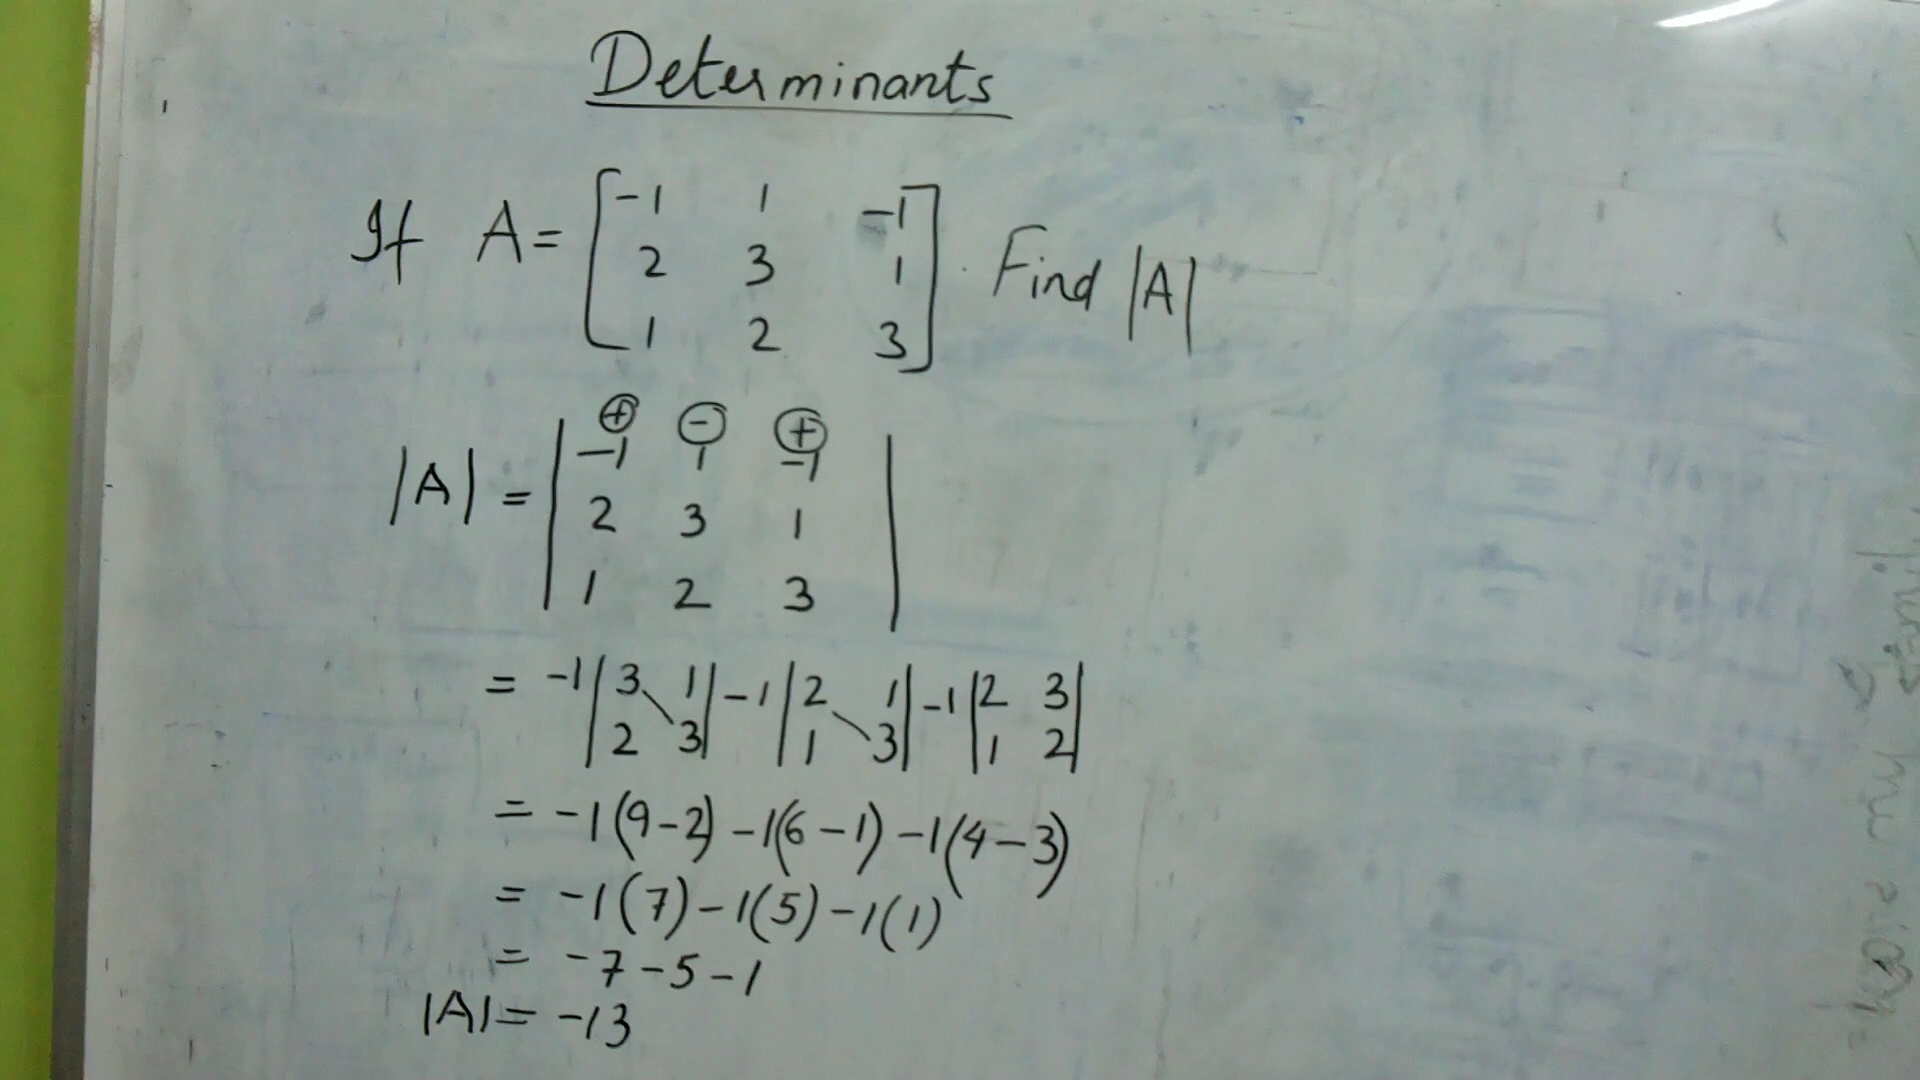 Determinants
If A = [-1 1 -1
2 3 1
1 2 3] . Find |A|
⊕ ⊖ ⊕
|A| = |-1 1 -1
2 3 1
1 2 3|
= -1 |3 1| -1 |2 1| -1 |2 3|
|2 3| |1 3| |1 2|
= -1(9-2) -1(6-1) -1(4-3)
= -1(7) -1(5) -1(1)
= -7-5-1
|A| = -13